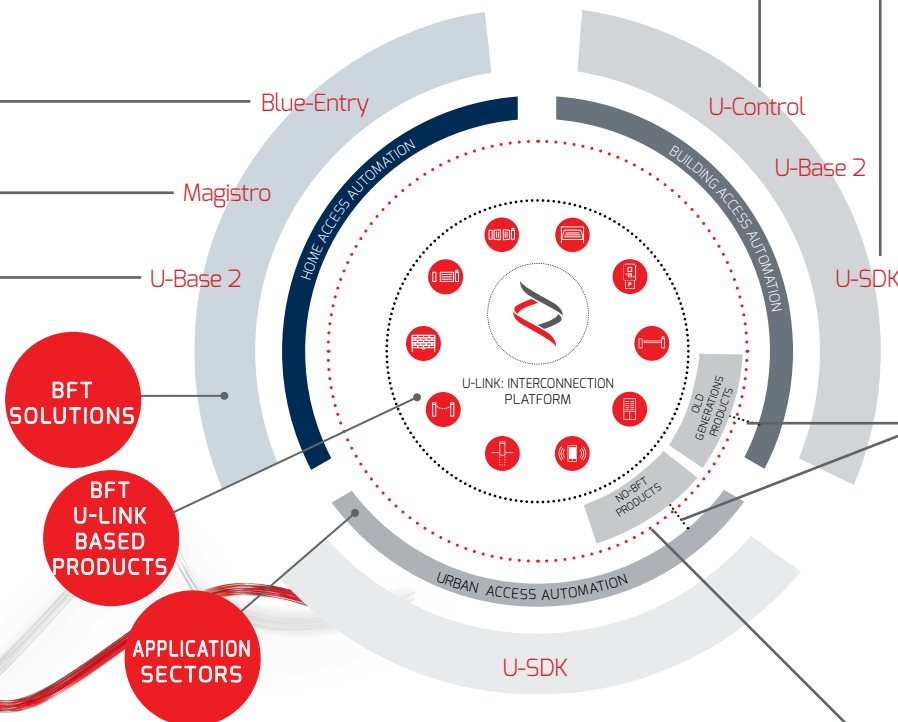 Blue-Entry
U-Control
HOME ACCESS AUTOMATION
BUILDING ACCESS AUTOMATION
U-Base 2
Magistro
U-Base 2
U-SDK
U-LINK: INTERCONNECTION
PLATFORM
BFT
SOLUTIONS
OLD
GENERATIONS
PRODUCTS
BFT
U-LINK
BASED
PRODUCTS
NO-BFT
PRODUCTS
URBAN ACCESS AUTOMATION
APPLICATION
SECTORS
U-SDK
P